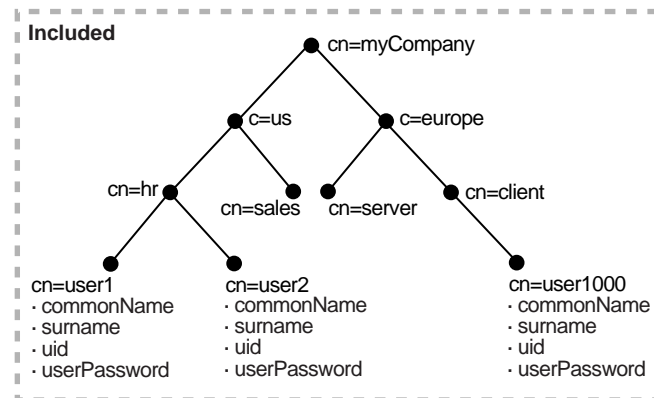 Included
cn=myCompany
c=us
c=europe
cn=hr
cn=sales
cn=server
cn=client
cn=user1
· commonName
· surname
· uid
· userPassword
cn=user2
· commonName
· surname
· uid
· userPassword
cn=user1000
· commonName
· surname
· uid
· userPassword